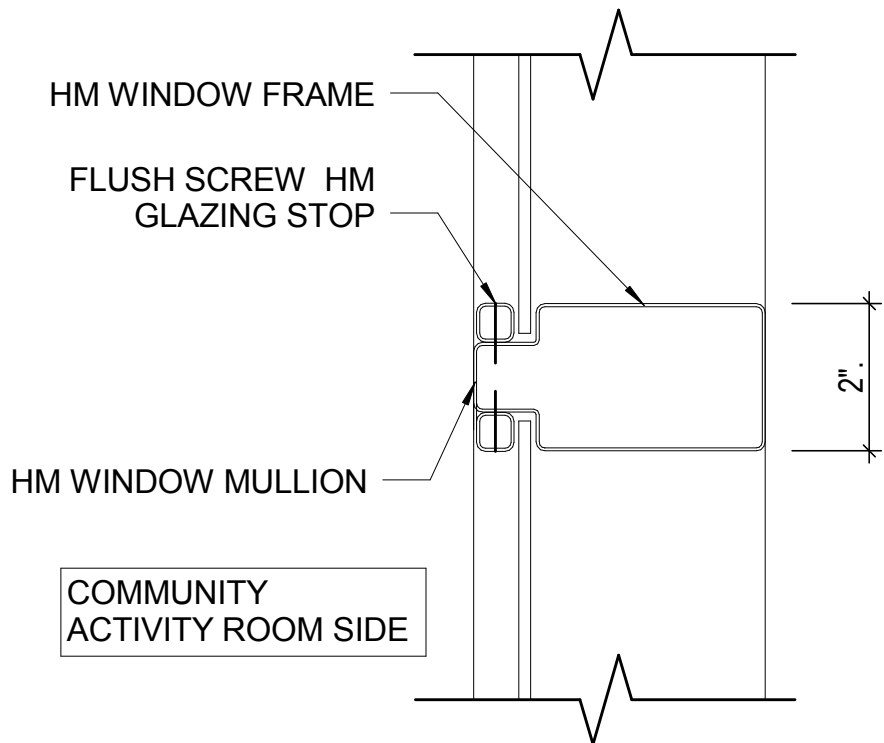 HM WINDOW FRAME
FLUSH SCREW  HM
GLAZING STOP
2".
HM WINDOW MULLION
COMMUNITY
ACTIVITY ROOM SIDE